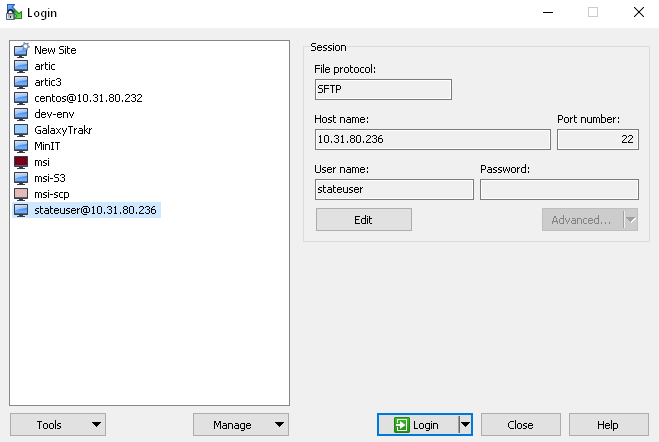 Login
New Site
artic
artic3
centos@10.31.80.232
dev-env
GalaxyTrakr
MinIT
msi
msi-S3
msi-scp
stateuser@10.31.80.236
Session
File protocol:
SFTP
Host name:
Port number:
10.31.80.236
22
User name:
Password:
stateuser
Edit
Advanced...
Tools
Manage
Login
Close
Help